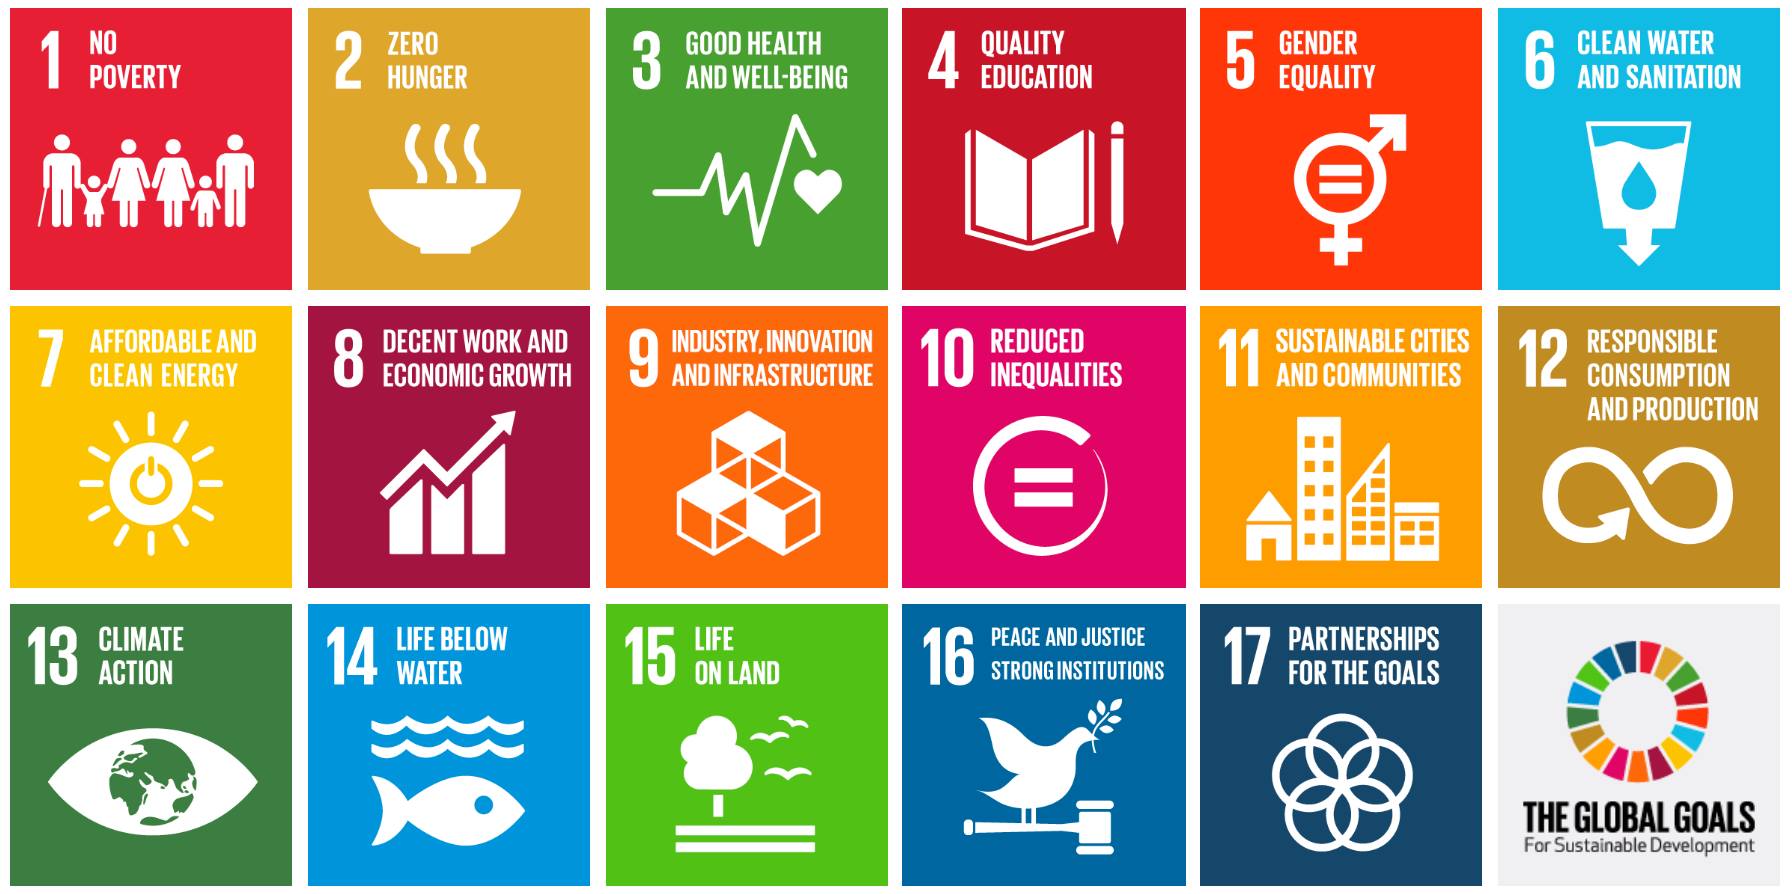 1 NO
POVERTY
2 ZERO
HUNGER
3 GOOD HEALTH
AND WELL-BEING
4 QUALITY
EDUCATION
5 GENDER
EQUALITY
6 CLEAN WATER
AND SANITATION
7 AFFORDABLE AND
CLEAN ENERGY
8 DECENT WORK AND
ECONOMIC GROWTH
9 INDUSTRY, INNOVATION
AND INFRASTRUCTURE
10 REDUCED
INEQUALITIES
11 SUSTAINABLE CITIES
AND COMMUNITIES
12 RESPONSIBLE
CONSUMPTION
AND PRODUCTION
13 CLIMATE
ACTION
14 LIFE BELOW
WATER
15 LIFE
ON LAND
16 PEACE AND JUSTICE
STRONG INSTITUTIONS
17 PARTNERSHIPS
FOR THE GOALS
THE GLOBAL GOALS
For Sustainable Development